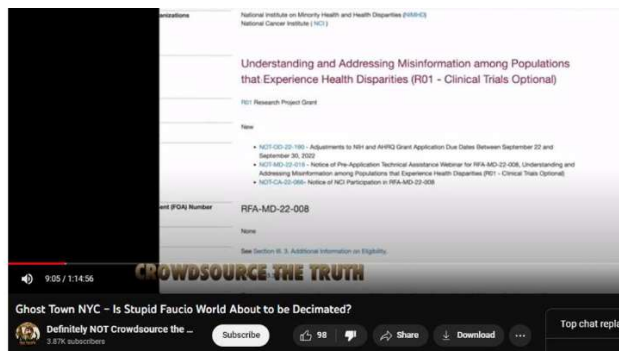 anizations
National Institute on Minority Health and Health Disparities (NIMHD)
National Cancer Institute (NCI)
Understanding and Addressing Misinformation among Populations
that Experience Health Disparities (R01 - Clinical Trials Optional)
R01 Research Project Grant
New
• NOT-OD-22-190 - Adjustments to NIH and AHRQ Grant Application Due Dates Between September 22 and
September 30, 2022
• NOT-MD-22-019 - Notice of Pre-Application Technical Assistance Webinar for RFA-MD-22-008, Understanding and
Addressing Misinformation among Populations that Experience Health Disparities (R01 - Clinical Trials Optional)
• NOT-CA-22-066- Notice of NCI Participation in RFA-MD-22-008
ent (FOA) Number
RFA-MD-22-008
None
See Section III. 3. Additional Information on Eligibility.
CROWDSOURCE THE TRUTH
9:05 / 1:14:56
Ghost Town NYC – Is Stupid Faucio World About to be Decimated?
Definitely NOT Crowdsource the ...
3.87K subscribers
Subscribe
98
Share
Download
...
Top chat repla